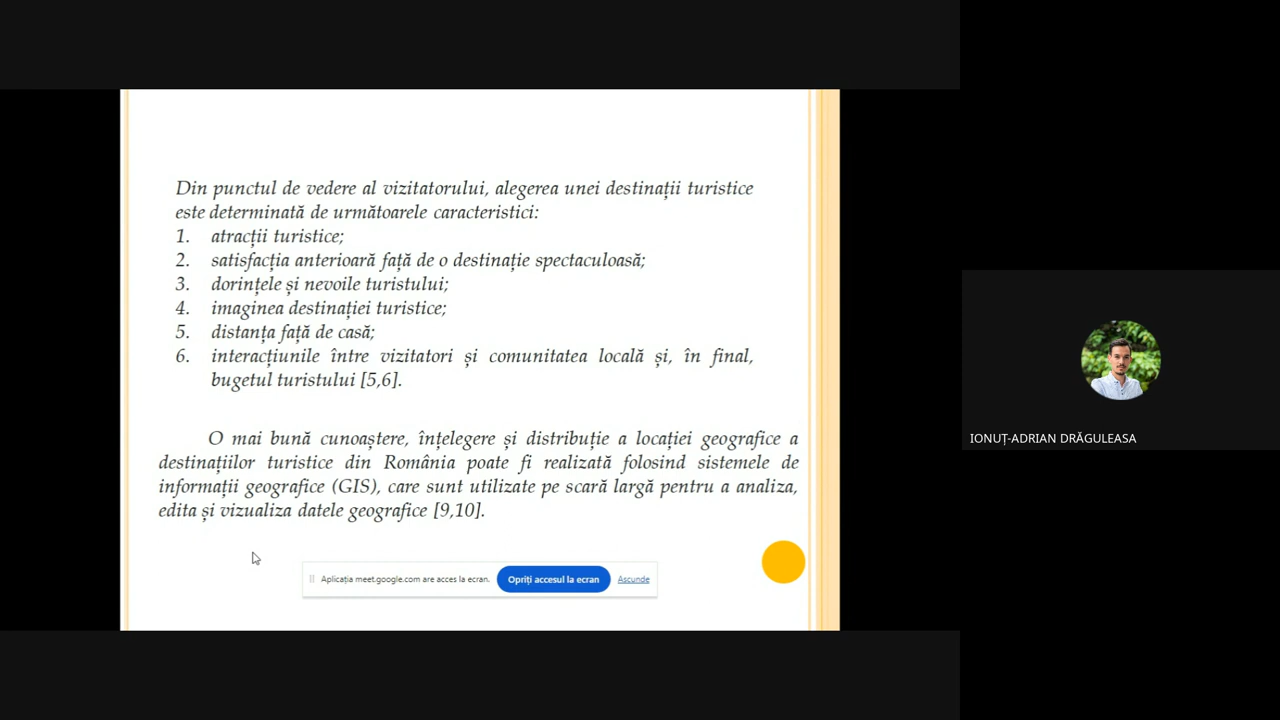 Din punctul de vedere al vizitatorului, alegerea unei destinații turistice
este determinată de următoarele caracteristici:
1. atracții turistice;
2. satisfacția anterioară față de o destinație spectaculoasă;
3. dorințele și nevoile turistului;
4. imaginea destinației turistice;
5. distanța față de casă;
6. interacțiunile între vizitatori și comunitatea locală și, în final,
bugetul turistului [5,6].
O mai bună cunoaștere, înțelegere și distribuție a locației geografice a
destinațiilor turistice din România poate fi realizată folosind sistemele de
informații geografice (GIS), care sunt utilizate pe scară largă pentru a analiza,
edita și vizualiza datele geografice [9,10].
Aplicația meet.google.com are acces la ecran. Opriți accesul la ecran Ascunde
IONUȚ-ADRIAN DRĂGULEASA